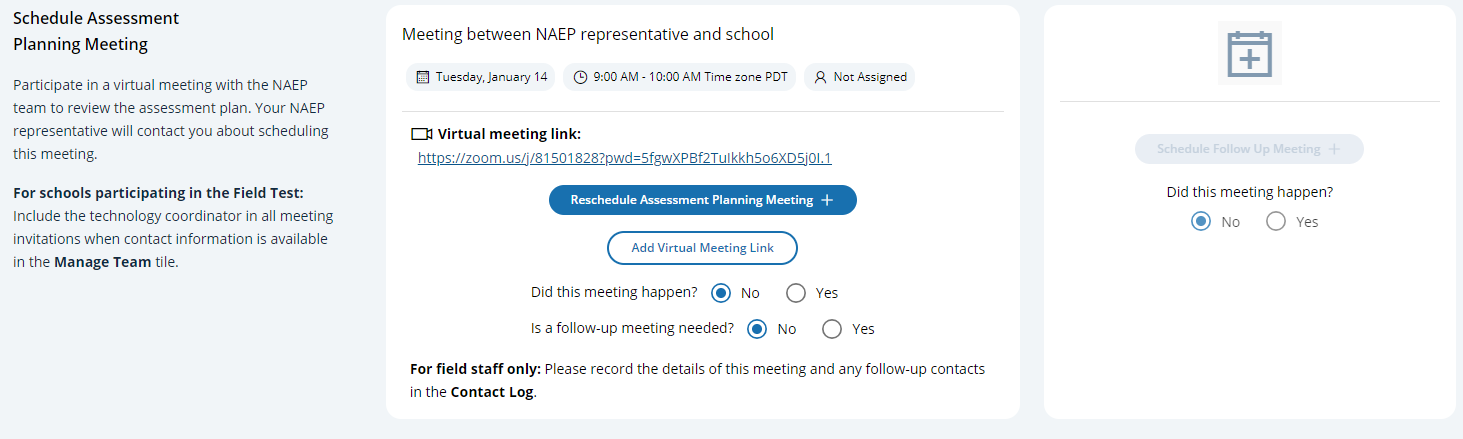 Schedule Assessment
Planning Meeting
Participate in a virtual meeting with the NAEP
team to review the assessment plan. Your NAEP
representative will contact you about scheduling
this meeting.
For schools participating in the Field Test:
Include the technology coordinator in all meeting
invitations when contact information is available
in the Manage Team tile.
Meeting between NAEP representative and school
Tuesday, January 14
9:00 AM - 10:00 AM Time zone PDT
Not Assigned
Virtual meeting link:
https://zoom.us/j/81501828?pwd=5fgwXPBf2TuIkkh5o6XD5j0I.1
Reschedule Assessment Planning Meeting +
Add Virtual Meeting Link
Did this meeting happen? No Yes
Is a follow-up meeting needed? No Yes
For field staff only: Please record the details of this meeting and any follow-up contacts
in the Contact Log.
Schedule Follow Up Meeting +
Did this meeting happen?
No Yes